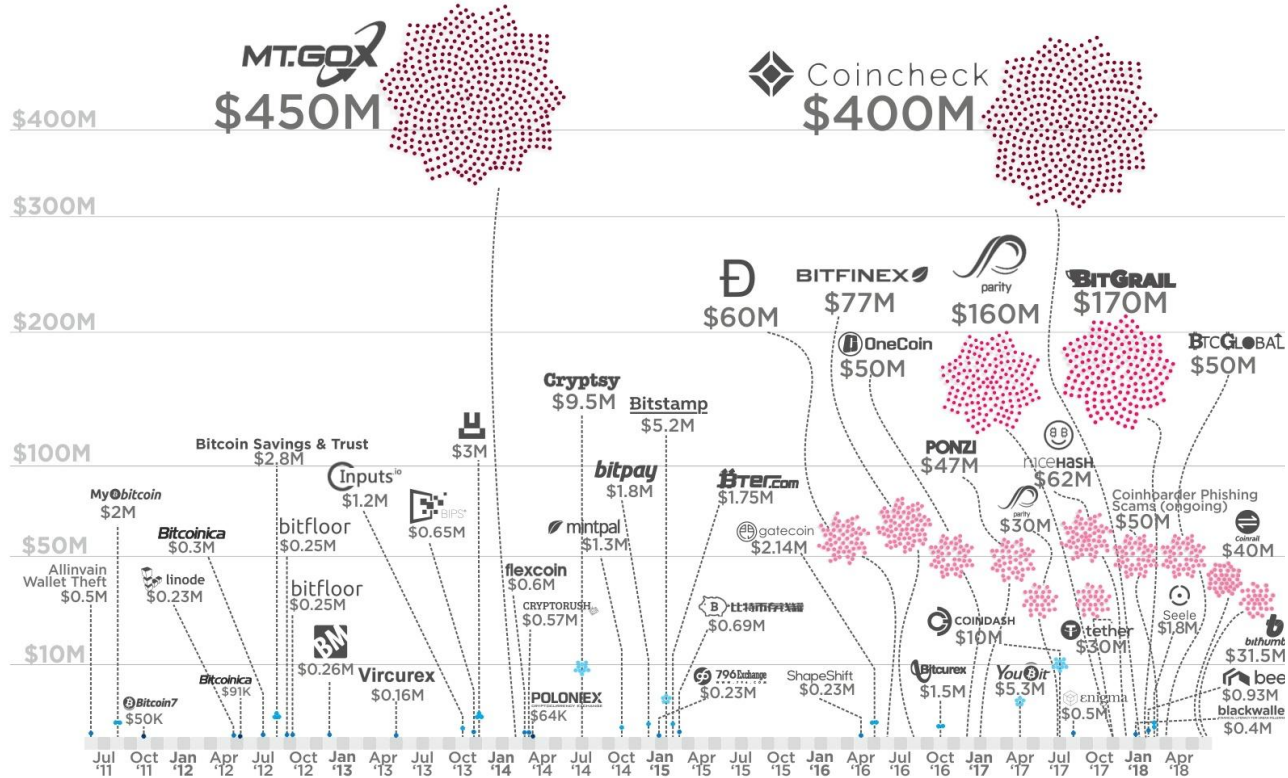 MT.GOX
$450M
Coincheck
$400M
$400M
$300M
$200M
$100M
$50M
$10M
Đ
$60M
BITFINEX
$77M
parity
$160M
BITGRAIL
$170M
OneCoin
$50M
BTC GLOBAL
$50M
Cryptsy
$9.5M
Bitstamp
$5.2M
Bitcoin Savings & Trust
$2.8M
$3M
Inputs.io
$1.2M
BIPS
$0.65M
bitpay
$1.8M
BTer.com
$1.75M
PONZI
$47M
niceHASH
$62M
MyBitcoin
$2M
Bitcoinica
$0.3M
bitfloor
$0.25M
mintpal
$1.3M
gatecoin
$2.14M
parity
$30M
Coinhoarder Phishing
Scams (ongoing)
$50M
Coinrail
$40M
Allinvain
Wallet Theft
$0.5M
linode
$0.23M
bitfloor
$0.25M
flexcoin
$0.6M
CRYPTORUSH
$0.57M
$0.69M
COINDASH
$10M
tether
$30M
Seele
$1.8M
bithumb
$31.5M
BM
$0.26M
Vircurex
$0.16M
Bitcoinica
$91K
Bitcoin7
$50K
POLONIEX
$64K
796 Exchange
$0.23M
ShapeShift
$0.23M
Bitcurex
$1.5M
YouBit
$5.3M
enigma
$0.5M
bee
$0.93M
blackwalle
$0.4M
Jul '11
Oct '11
Jan '12
Apr '12
Jul '12
Oct '12
Jan '13
Apr '13
Jul '13
Oct '13
Jan '14
Apr '14
Jul '14
Oct '14
Jan '15
Apr '15
Jul '15
Oct '15
Jan '16
Apr '16
Jul '16
Oct '16
Jan '17
Apr '17
Jul '17
Oct '17
Jan '18
Apr '18